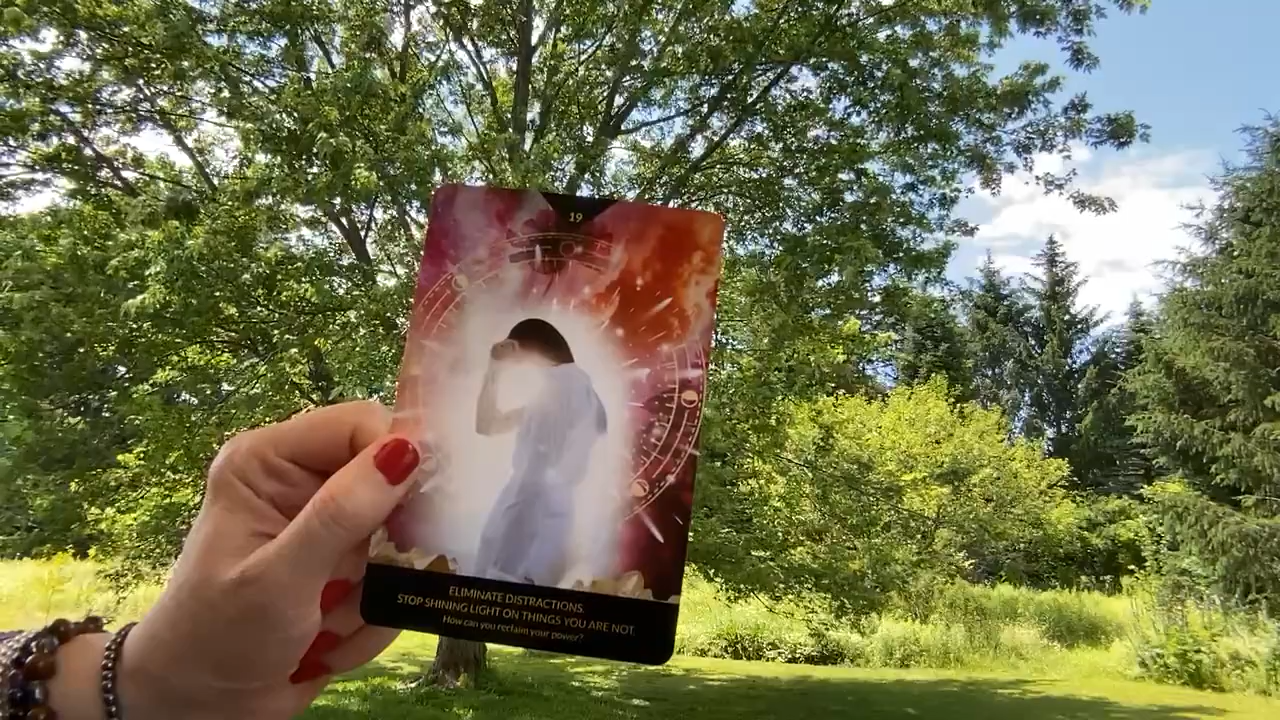 19
ELIMINATE DISTRACTIONS.
STOP SHINING LIGHT ON THINGS YOU ARE NOT.
How can you reclaim your power?